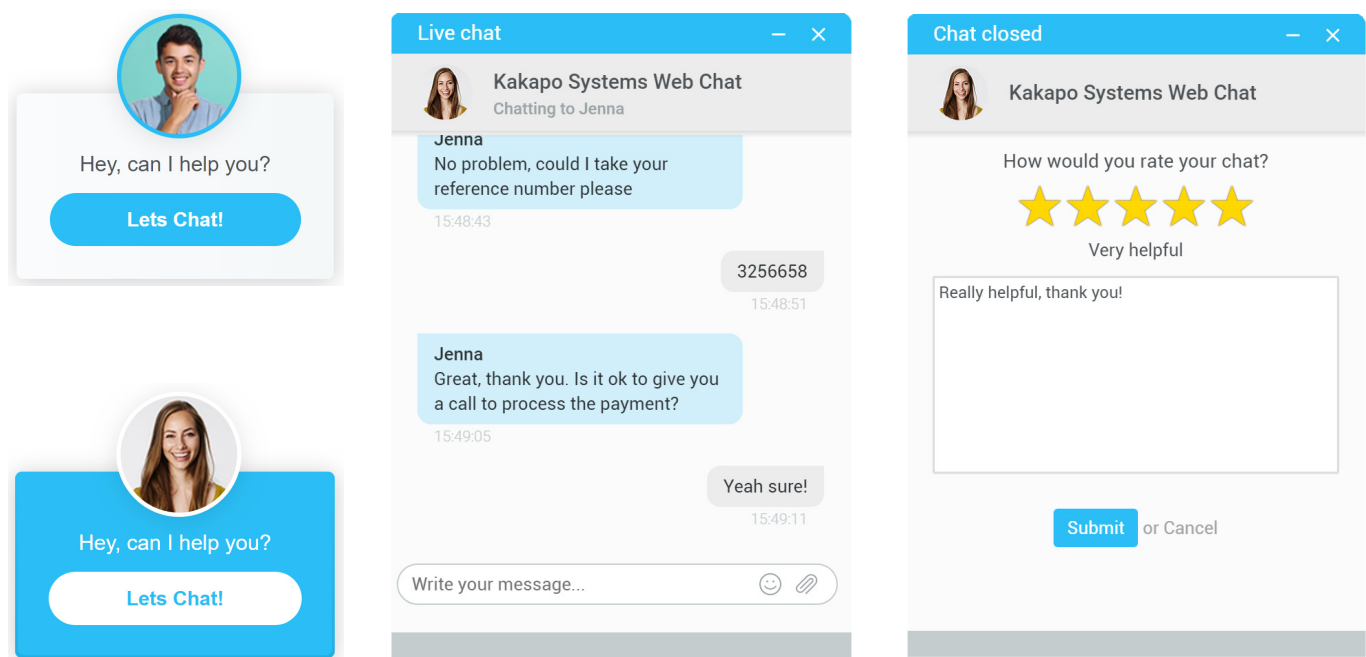 Hey, can I help you?
Lets Chat!
Hey, can I help you?
Lets Chat!
Live chat
Kakapo Systems Web Chat
Chatting to Jenna
Jenna
No problem, could I take your
reference number please
15:48:43
3256658
15:48:51
Jenna
Great, thank you. Is it ok to give you
a call to process the payment?
15:49:05
Yeah sure!
15:49:11
Write your message...
Chat closed
Kakapo Systems Web Chat
How would you rate your chat?
Very helpful
Really helpful, thank you!
Submit or Cancel